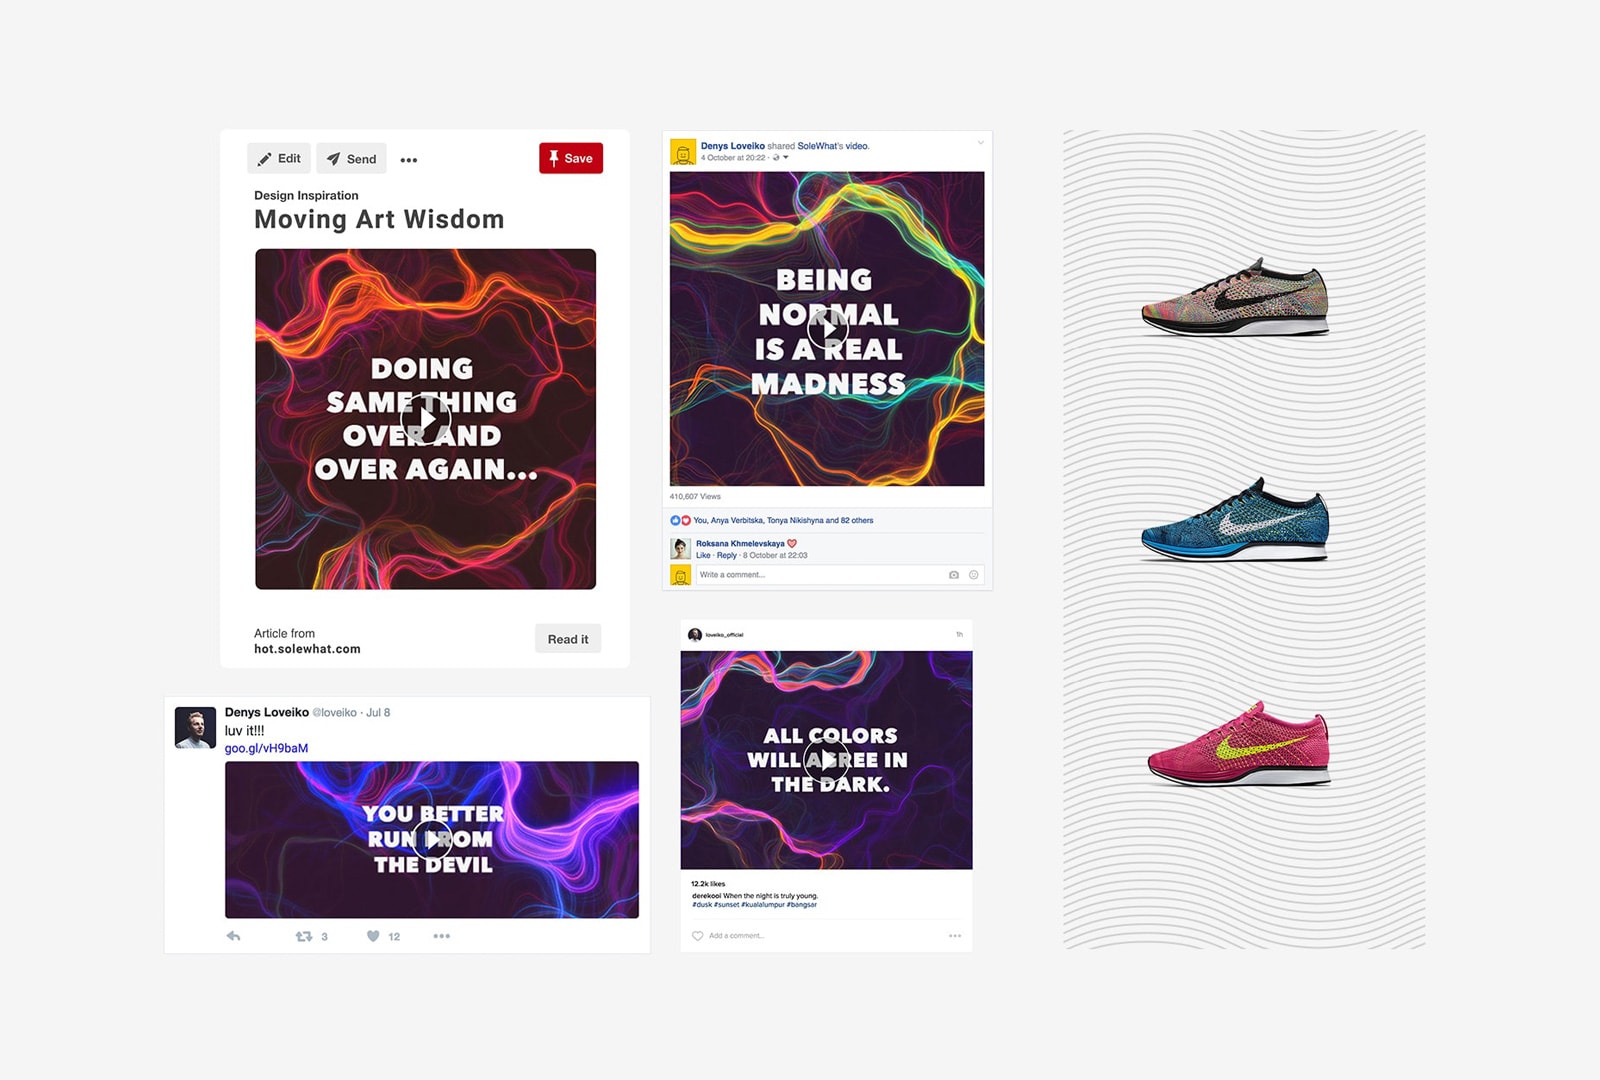 Edit
Send
Save
Design Inspiration
Moving Art Wisdom
DOING
SAME THING
OVER AND
OVER AGAIN...
Article from
hot.solewhat.com
Read it
Denys Loveiko @loveiko · Jul 8
luv it!!!
goo.gl/vH9baM
YOU BETTER
RUN FROM
THE DEVIL
3
12
Denys Loveiko shared SoleWhat's video.
4 October at 20:22 ·
BEING
NORMAL
IS A REAL
MADNESS
410,607 Views
You, Anya Verbitska, Tonya Nikishyna and 82 others
Roksana Khmelevskaya
Like · Reply · 8 October at 22:03
Write a comment...
loveiko_official
1h
ALL COLORS
WILL AGREE IN
THE DARK.
12.2k likes
derekooi When the night is truly young.
#dusk #sunset #kualalumpur #bangsar
Add a comment...